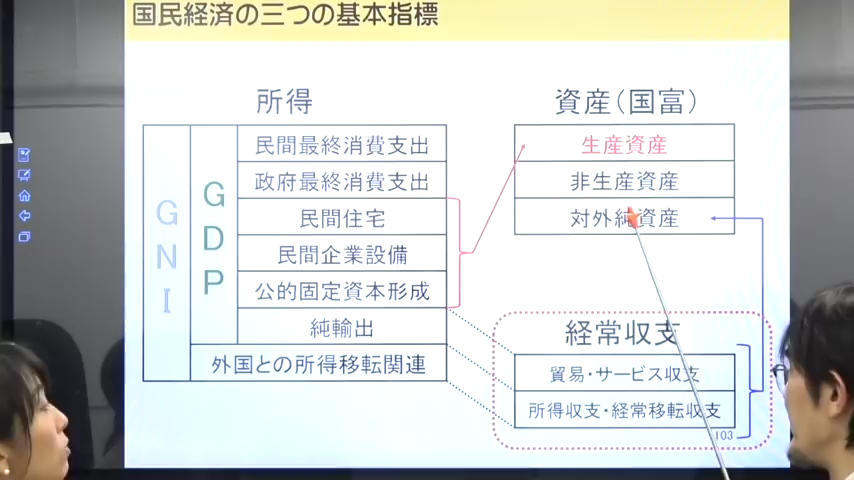 国民経済の三つの基本指標
所得
GNI
GDP
民間最終消費支出
政府最終消費支出
民間住宅
民間企業設備
公的固定資本形成
純輸出
外国との所得移転関連
資産(国富)
生産資産
非生産資産
対外純資産
経常収支
貿易・サービス収支
所得収支・経常移転収支
103